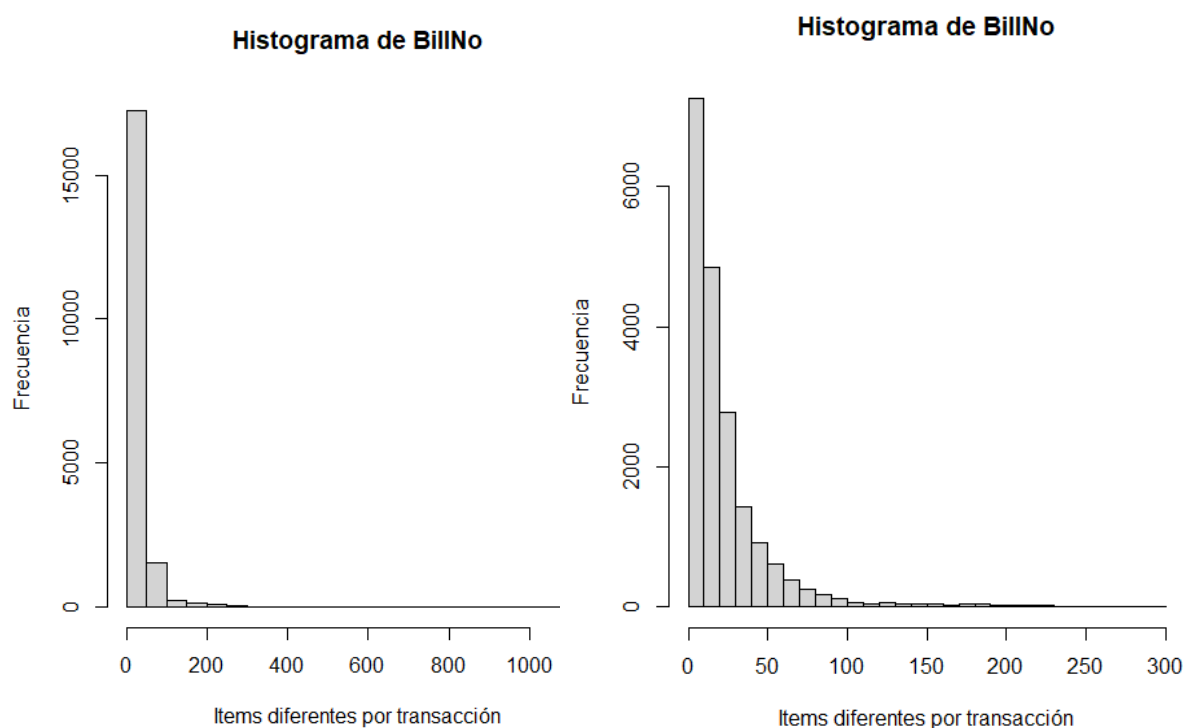 Histograma de BillNo
Frecuencia
15000
10000
5000
0
0 200 400 600 800 1000
Items diferentes por transacción
Histograma de BillNo
Frecuencia
6000
4000
2000
0
0 50 100 150 200 250 300
Items diferentes por transacción